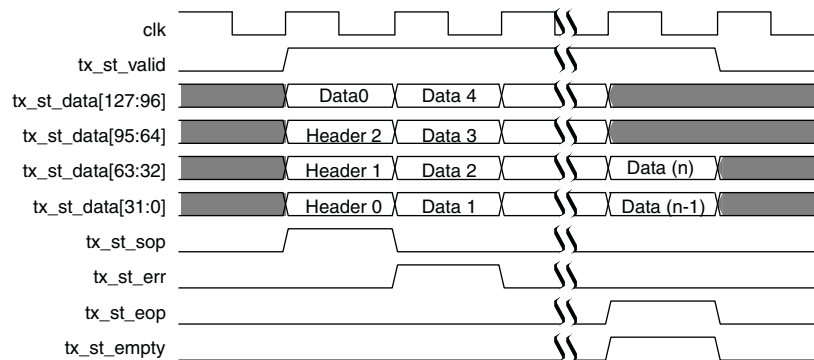 clk
tx_st_valid
tx_st_data[127:96] Data0 Data 4
tx_st_data[95:64] Header 2 Data 3
tx_st_data[63:32] Header 1 Data 2 Data (n)
tx_st_data[31:0] Header 0 Data 1 Data (n-1)
tx_st_sop
tx_st_err
tx_st_eop
tx_st_empty